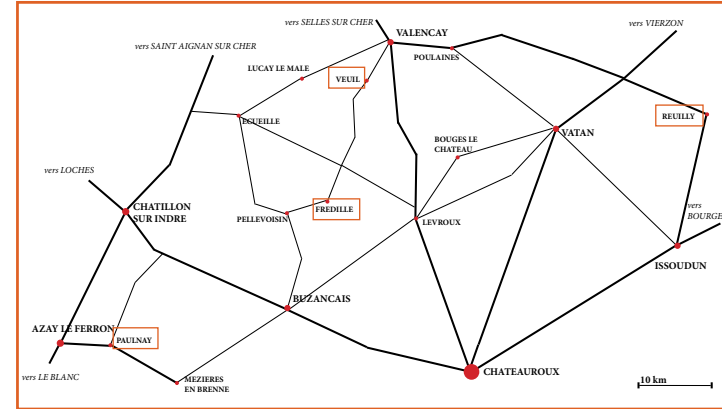 vers SELLES SUR CHER
vers VIERZON
VALENCAY
vers SAINT AIGNAN SUR CHER
POULAINES
LUCAY LE MALE
VEUIL
REUILLY
ECUEILLE
BOUGES LE
CHATEAU
VATAN
vers LOCHES
CHATILLON
SUR INDRE
PELLEVOISIN
FREDILLE
LEVROUX
vers
BOURGE
ISSOUDUN
BUZANCAIS
AZAY LE FERRON
PAULNAY
vers LE BLANC
MEZIERES
EN BRENNE
CHATEAUROUX
10 km